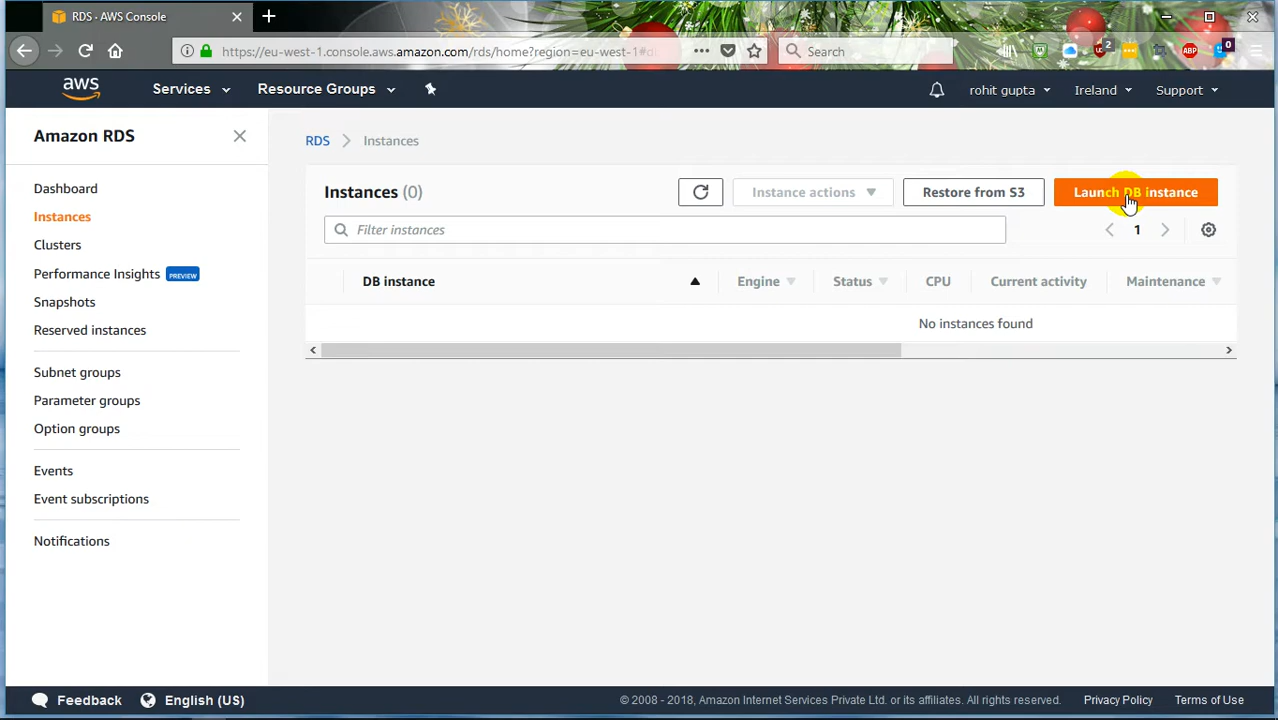 RDS - AWS Console
https://eu-west-1.console.aws.amazon.com/rds/home?region=eu-west-1#d
Search
2
ABP
0
aws
Services
Resource Groups
rohit gupta
Ireland
Support
Amazon RDS
Dashboard
Instances
Clusters
Performance Insights PREVIEW
Snapshots
Reserved instances
Subnet groups
Parameter groups
Option groups
Events
Event subscriptions
Notifications
RDS > Instances
Instances (0)
Instance actions
Restore from S3
Launch DB instance
Filter instances
1
DB instance
Engine
Status
CPU
Current activity
Maintenance
No instances found
Feedback
English (US)
© 2008 - 2018, Amazon Internet Services Private Ltd. or its affiliates. All rights reserved.
Privacy Policy
Terms of Use